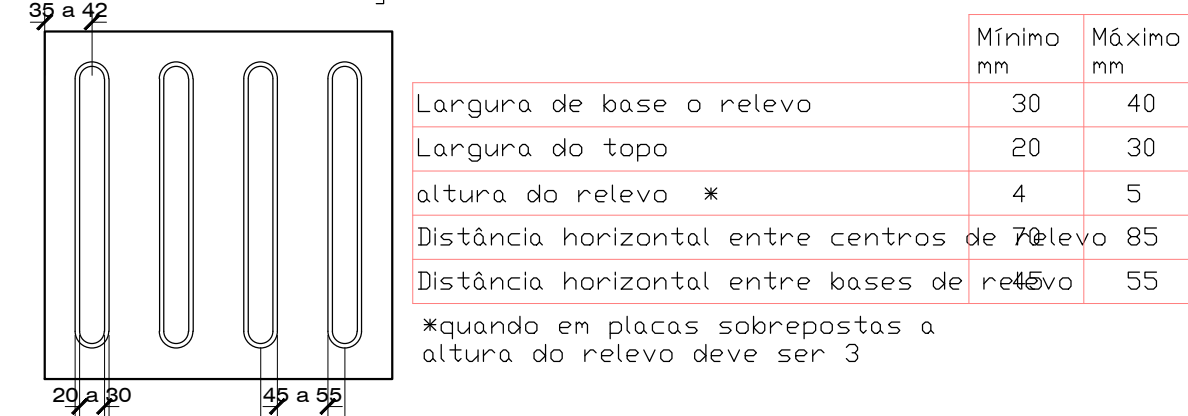 35 a 42
Mínimo Máximo
mm mm
Largura de base o relevo 30 40
Largura do topo 20 30
altura do relevo * 4 5
Distância horizontal entre centros de relevo 70 85
Distância horizontal entre bases de relevo 45 55
*quando em placas sobrepostas a
altura do relevo deve ser 3
20 a 30
45 a 55